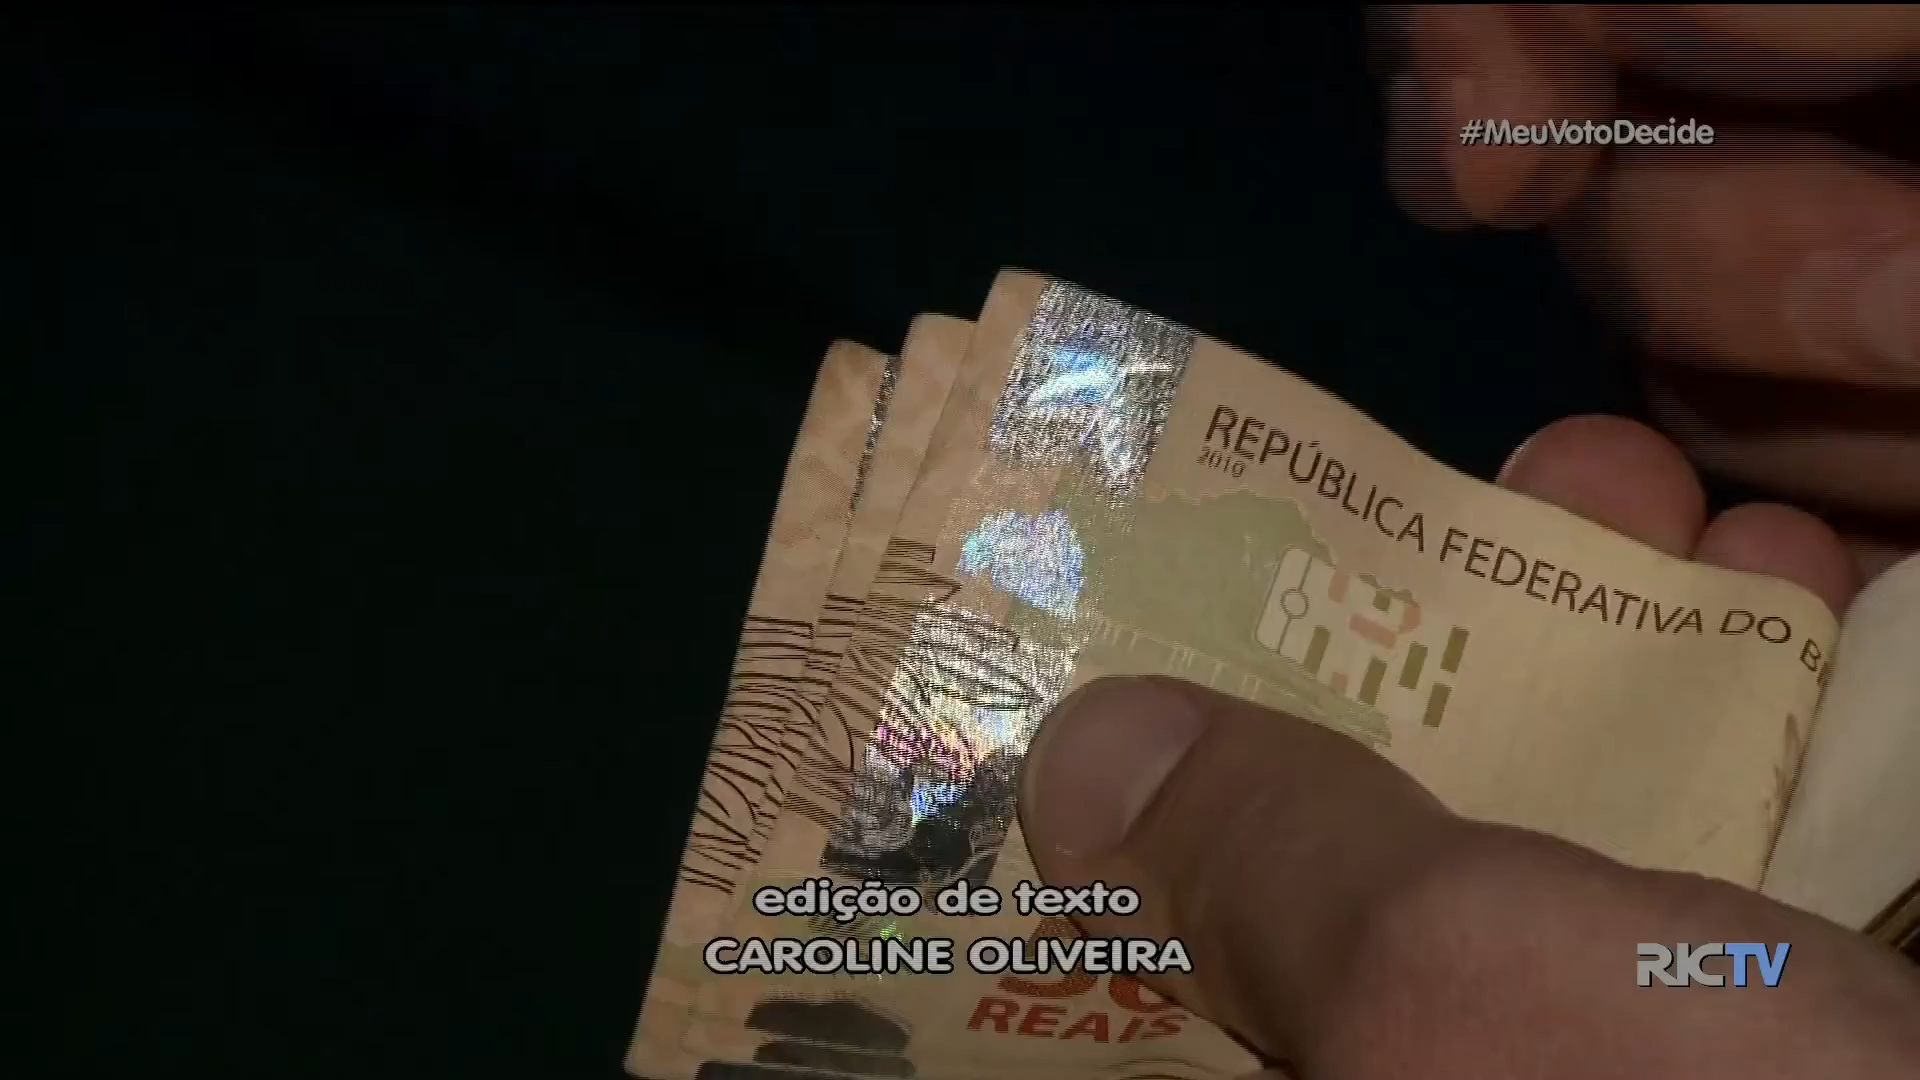 #MeuVotoDecide
REPÚBLICA FEDERATIVA DO B
2010
edição de texto
CAROLINE OLIVEIRA
REAIS
RICTV